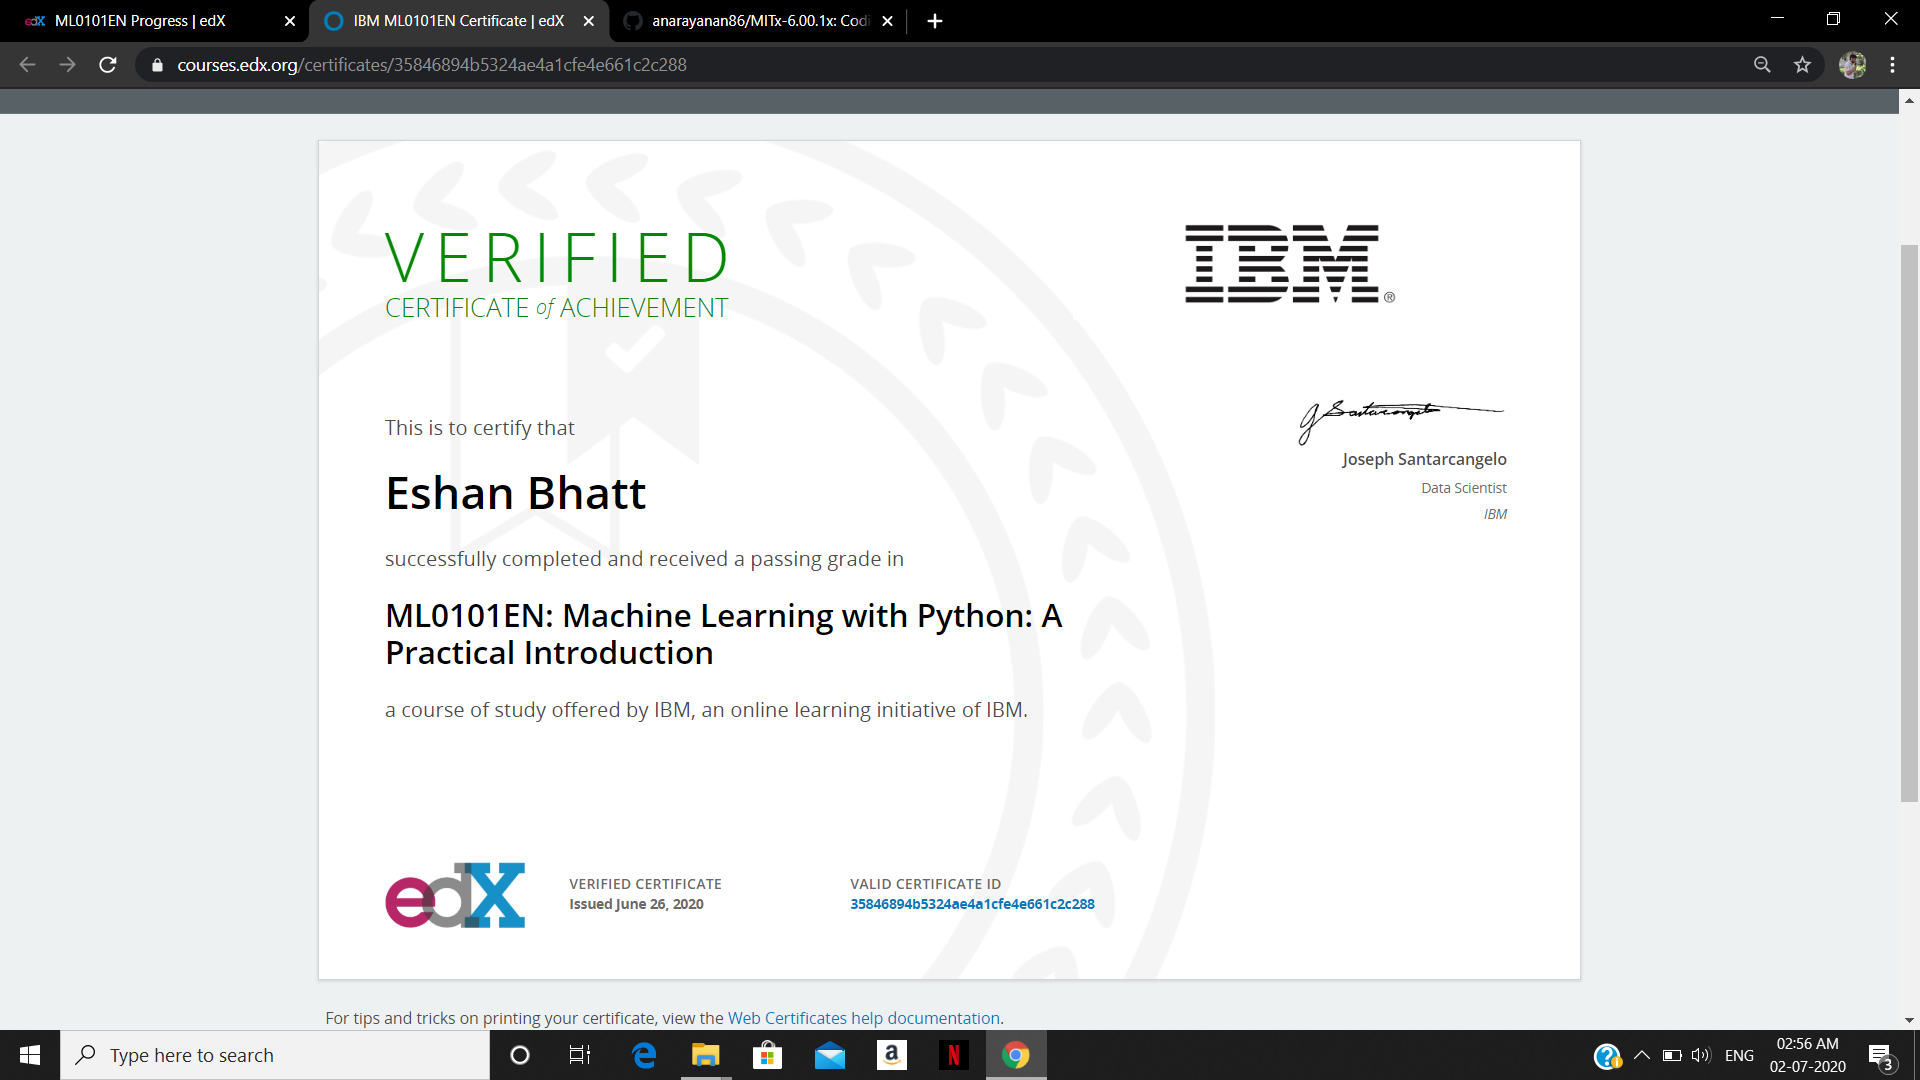 ML0101EN Progress | edX
IBM ML0101EN Certificate | edX
anarayanan86/MITx-6.00.1x: Codi
courses.edx.org/certificates/35846894b5324ae4a1cfe4e661c2c288
VERIFIED
CERTIFICATE of ACHIEVEMENT
IBM®
This is to certify that
Eshan Bhatt
successfully completed and received a passing grade in
ML0101EN: Machine Learning with Python: A
Practical Introduction
a course of study offered by IBM, an online learning initiative of IBM.
J Santarcangelo
Joseph Santarcangelo
Data Scientist
IBM
edX
VERIFIED CERTIFICATE
Issued June 26, 2020
VALID CERTIFICATE ID
35846894b5324ae4a1cfe4e661c2c288
For tips and tricks on printing your certificate, view the Web Certificates help documentation.
Type here to search
ENG
02:56 AM
02-07-2020
3